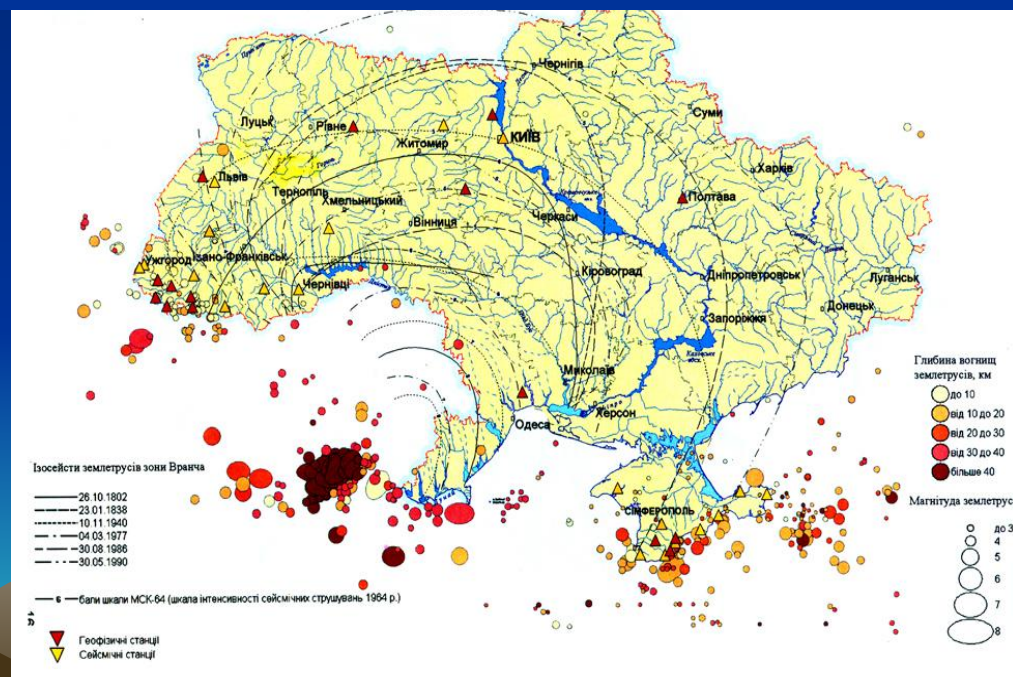 Чернігів
Суми
Луцьк
Рівне
КИЇВ
Житомир
Харків
Львів
Тернопіль
Хмельницький
Полтава
Вінниця
Черкаси
Ужгород
Ізано-Франківськ
Чернівці
Кіровоград
Дніпропетровськ
Луганськ
Донецьк
Запоріжжя
Миколаїв
Херсон
Одеса
СІМФЕРОПОЛЬ
Глибина вогнищ
землетрусів, км
до 10
від 10 до 20
від 20 до 30
від 30 до 40
більше 40
Магнітуда землетрус
до 3
4
5
6
7
8
Ізосейсти землетрусів зони Вранча
26.10.1802
23.01.1838
10.11.1940
04.03.1977
30.08.1986
30.05.1990
6 бали шкали МСК-64 (шкала інтенсивності сейсмічних струшувань 1964 р.)
Геофізичні станції
Сейсмічні станції